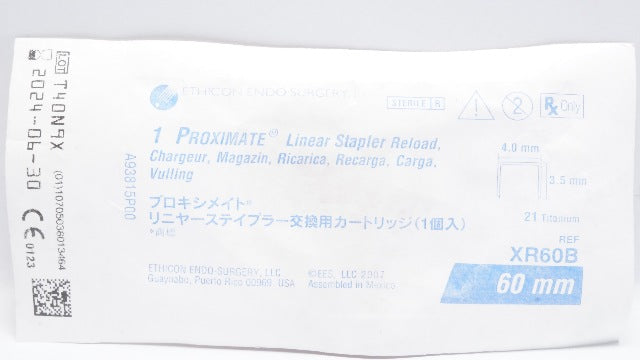 ETHICON ENDO-SURGERY
STERILE R
Rx Only
1 PROXIMATE® Linear Stapler Reload,
Chargeur, Magazin, Ricarica, Recarga, Carga,
Vulling
プロキシメイト*
リニヤーステイプラー交換用カートリッジ(1個入)
*商標
4.0 mm
3.5 mm
21 Titanium
REF
XR60B
60 mm
ETHICON ENDO-SURGERY, LLC
Guaynabo, Puerto Rico 00969 USA
©EES, LLC 2007
Assembled in Mexico
A93815P00
LOT T40N9X
2024-06-30
CE 0123